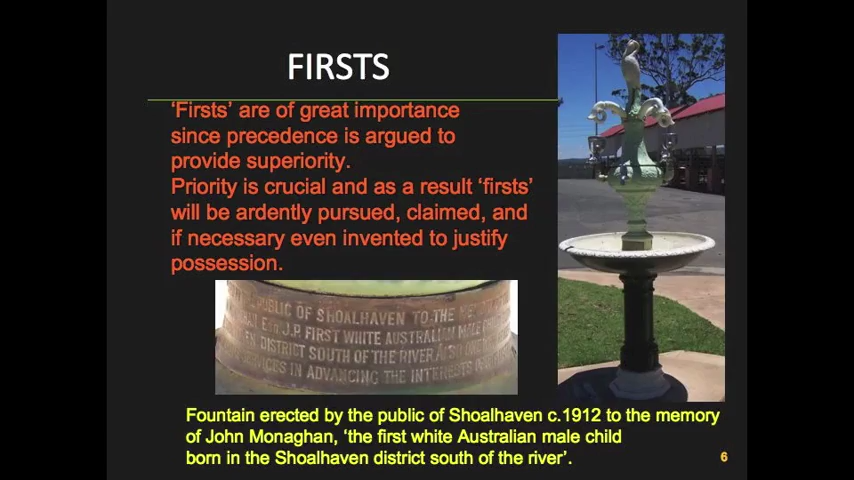 FIRSTS
‘Firsts’ are of great importance
since precedence is argued to
provide superiority.
Priority is crucial and as a result ‘firsts’
will be ardently pursued, claimed, and
if necessary even invented to justify
possession.
PUBLIC OF SHOALHAVEN TO THE
J.P. FIRST WHITE AUSTRALIAN MALE
DISTRICT SOUTH OF THE RIVER ALSO
IN ADVANCING THE INTERESTS
Fountain erected by the public of Shoalhaven c.1912 to the memory
of John Monaghan, ‘the first white Australian male child
born in the Shoalhaven district south of the river’.
6